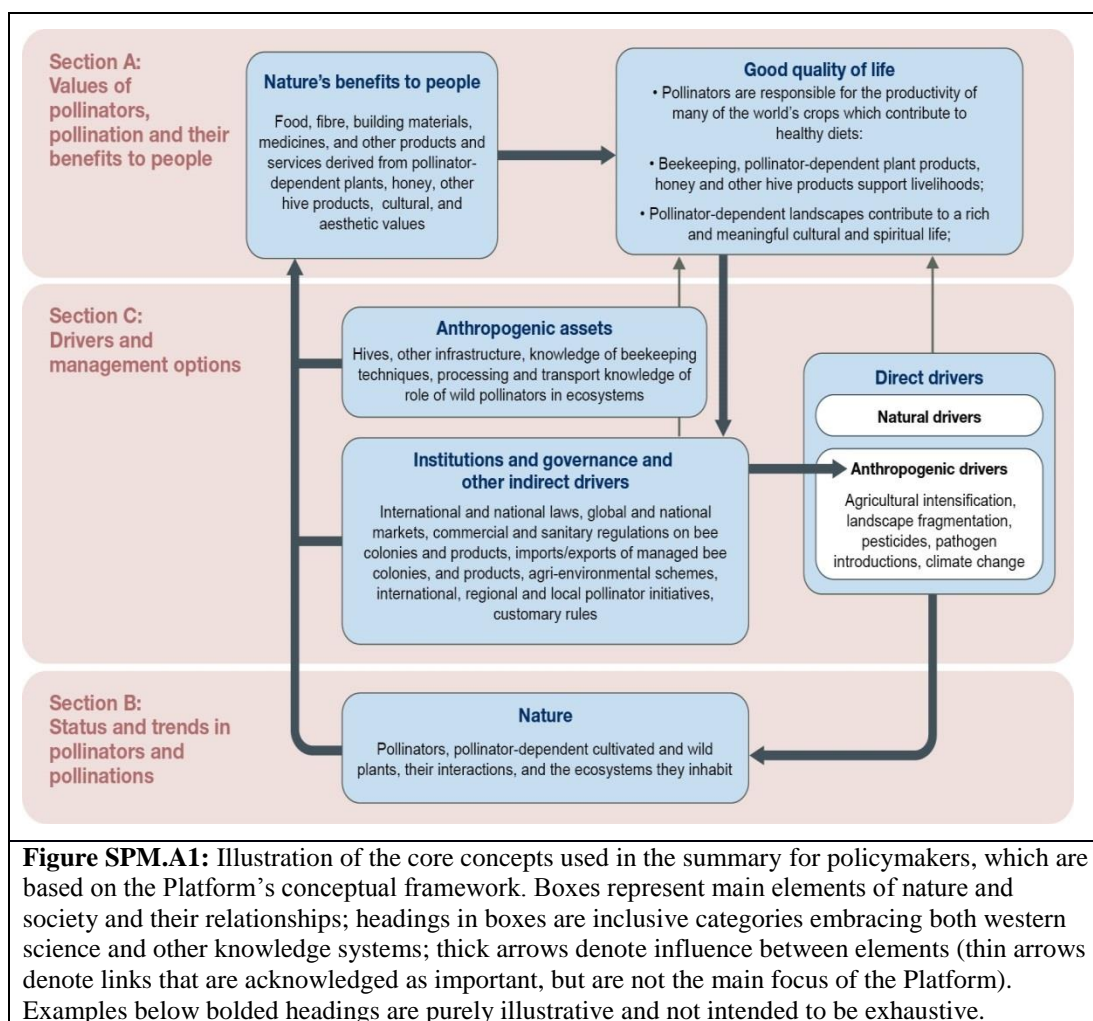 Section A:
Values of
pollinators,
pollination and their
benefits to people
Nature's benefits to people
Food, fibre, building materials,
medicines, and other products and
services derived from pollinator-
dependent plants, honey, other
hive products, cultural, and
aesthetic values
Good quality of life
• Pollinators are responsible for the productivity of
many of the world's crops which contribute to
healthy diets:
• Beekeeping, pollinator-dependent plant products,
honey and other hive products support livelihoods;
• Pollinator-dependent landscapes contribute to a rich
and meaningful cultural and spiritual life;
Section C:
Drivers and
management options
Anthropogenic assets
Hives, other infrastructure, knowledge of beekeeping
techniques, processing and transport knowledge of
role of wild pollinators in ecosystems
Institutions and governance and
other indirect drivers
International and national laws, global and national
markets, commercial and sanitary regulations on bee
colonies and products, imports/exports of managed bee
colonies, and products, agri-environmental schemes,
international, regional and local pollinator initiatives,
customary rules
Direct drivers
Natural drivers
Anthropogenic drivers
Agricultural intensification,
landscape fragmentation,
pesticides, pathogen
introductions, climate change
Section B:
Status and trends in
pollinators and
pollinations
Nature
Pollinators, pollinator-dependent cultivated and wild
plants, their interactions, and the ecosystems they inhabit
Figure SPM.A1: Illustration of the core concepts used in the summary for policymakers, which are
based on the Platform's conceptual framework. Boxes represent main elements of nature and
society and their relationships; headings in boxes are inclusive categories embracing both western
science and other knowledge systems; thick arrows denote influence between elements (thin arrows
denote links that are acknowledged as important, but are not the main focus of the Platform).
Examples below bolded headings are purely illustrative and not intended to be exhaustive.